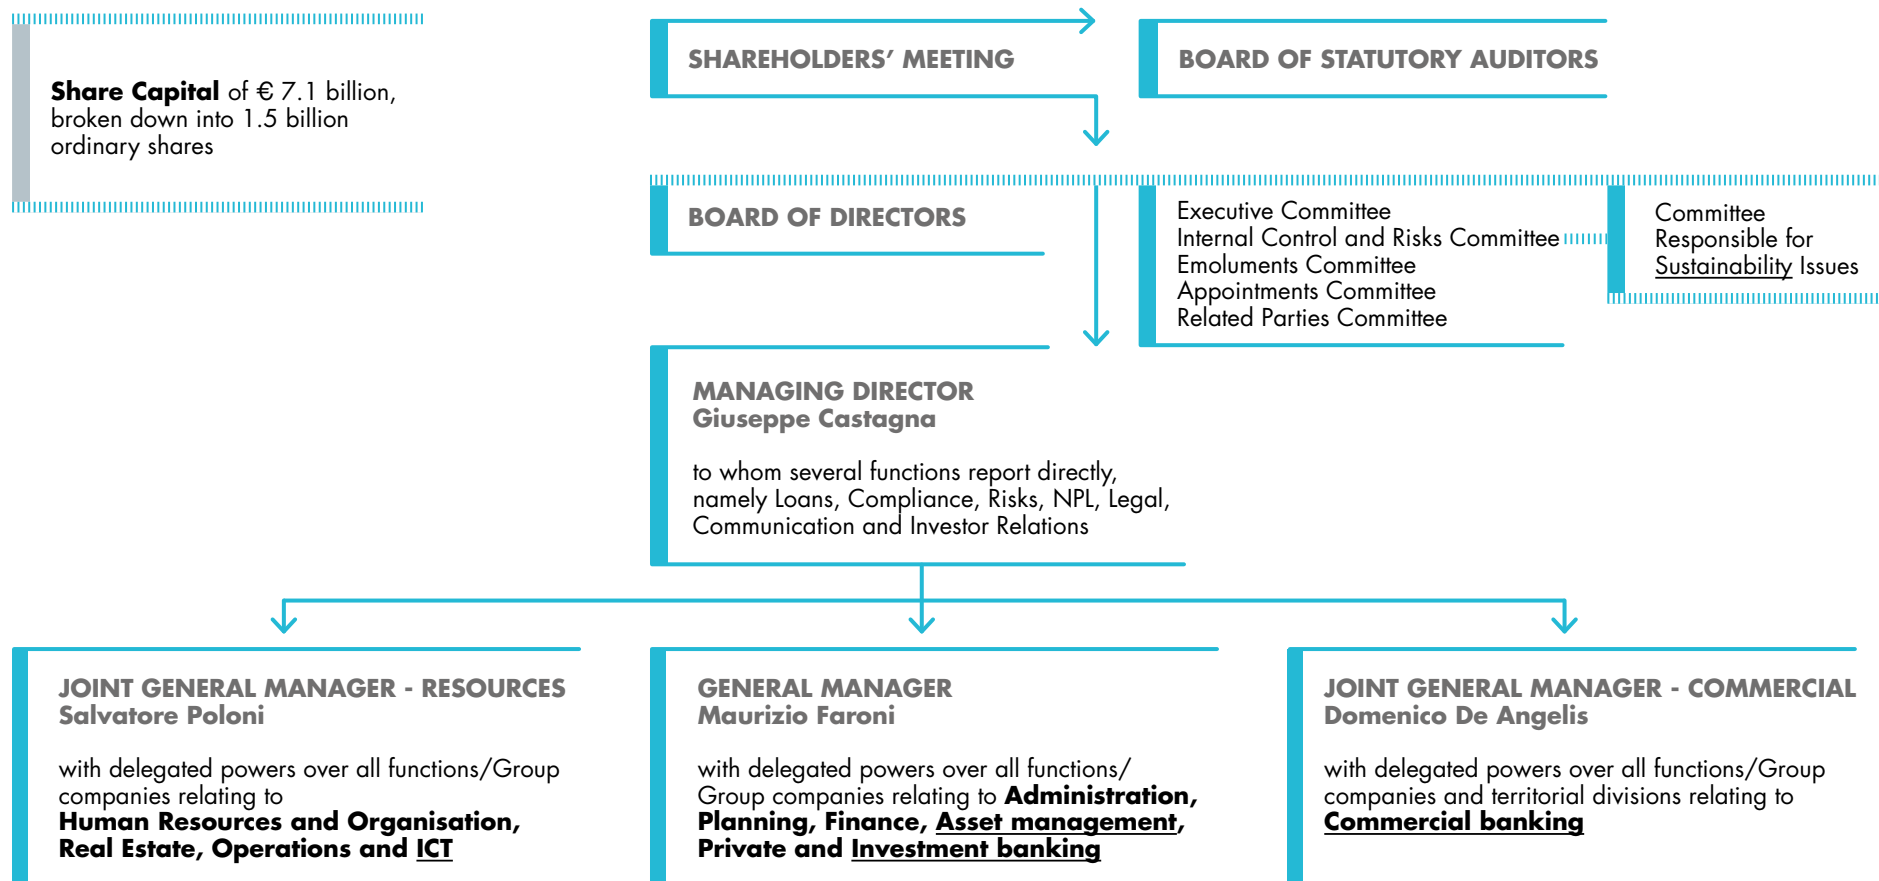 Share Capital of € 7.1 billion,
broken down into 1.5 billion
ordinary shares
SHAREHOLDERS’ MEETING
BOARD OF STATUTORY AUDITORS
BOARD OF DIRECTORS
Executive Committee
Internal Control and Risks Committee
Emoluments Committee
Appointments Committee
Related Parties Committee
Committee
Responsible for
Sustainability Issues
MANAGING DIRECTOR
Giuseppe Castagna
to whom several functions report directly,
namely Loans, Compliance, Risks, NPL, Legal,
Communication and Investor Relations
JOINT GENERAL MANAGER - RESOURCES
Salvatore Poloni
with delegated powers over all functions/Group
companies relating to
Human Resources and Organisation,
Real Estate, Operations and ICT
GENERAL MANAGER
Maurizio Faroni
with delegated powers over all functions/
Group companies relating to Administration,
Planning, Finance, Asset management,
Private and Investment banking
JOINT GENERAL MANAGER - COMMERCIAL
Domenico De Angelis
with delegated powers over all functions/Group
companies and territorial divisions relating to
Commercial banking